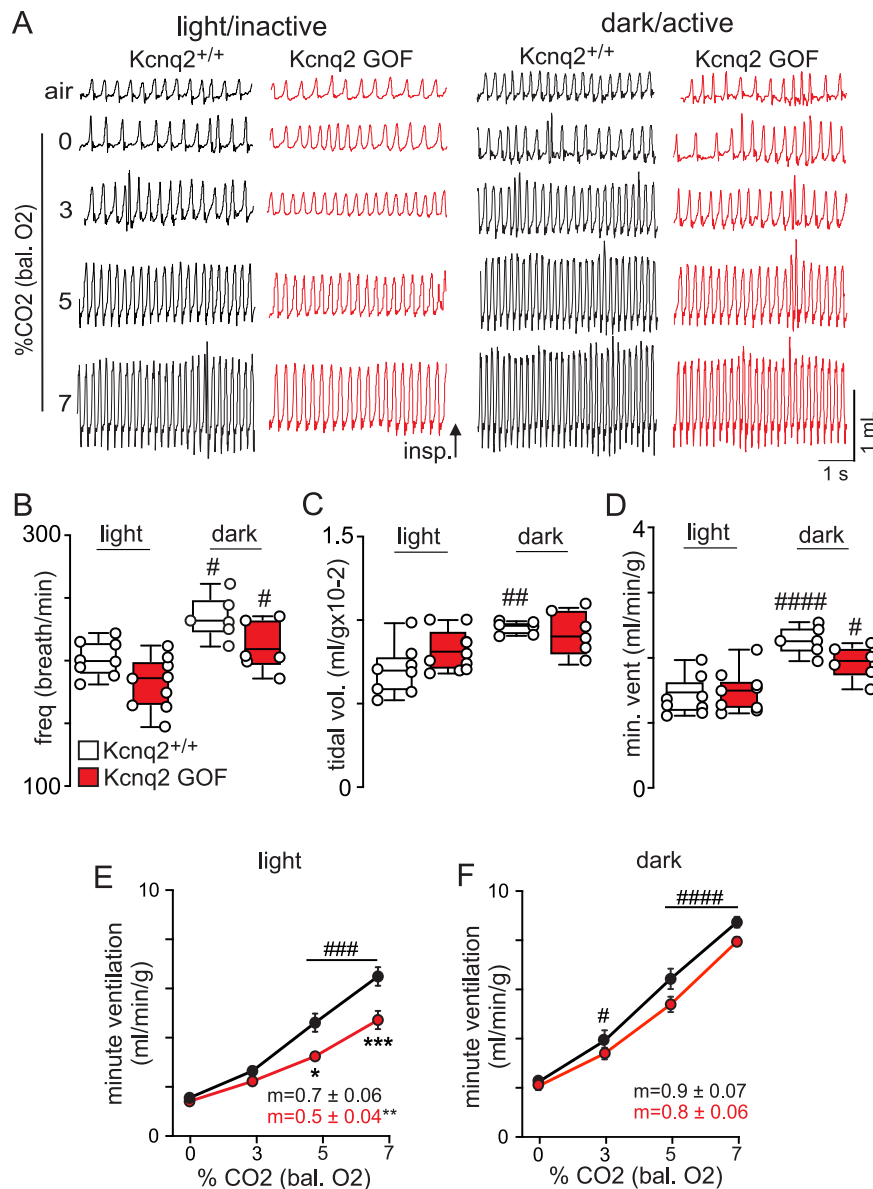 A
light/inactive
dark/active
Kcnq2+/+
Kcnq2 GOF
Kcnq2+/+
Kcnq2 GOF
air
0
3
5
7
%CO2 (bal. O2)
insp.
1 s
1 mL
B
300
100
freq (breath/min)
light
dark
#
#
Kcnq2+/+
Kcnq2 GOF
C
1.5
0
tidal vol. (ml/gx10-2)
light
dark
##
D
4
0
min. vent (ml/min/g)
light
dark
####
#
E
light
10
0
minute ventilation
(ml/min/g)
###
*
***
m=0.7 ± 0.06
m=0.5 ± 0.04**
0 3 5 7
% CO2 (bal. O2)
F
dark
10
0
minute ventilation
(ml/min/g)
####
#
m=0.9 ± 0.07
m=0.8 ± 0.06
0 3 5 7
% CO2 (bal. O2)